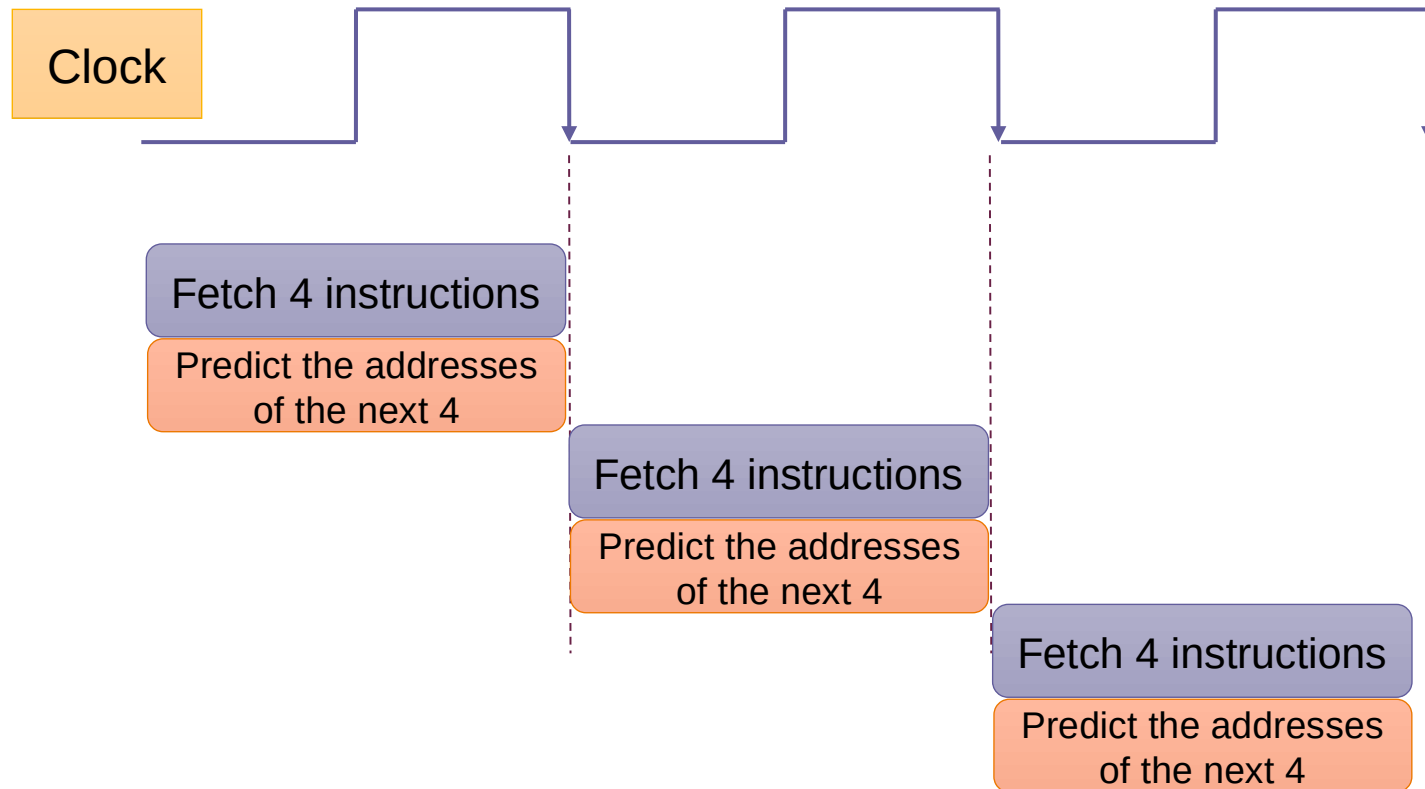 Clock
Fetch 4 instructions
Predict the addresses
of the next 4
Fetch 4 instructions
Predict the addresses
of the next 4
Fetch 4 instructions
Predict the addresses
of the next 4